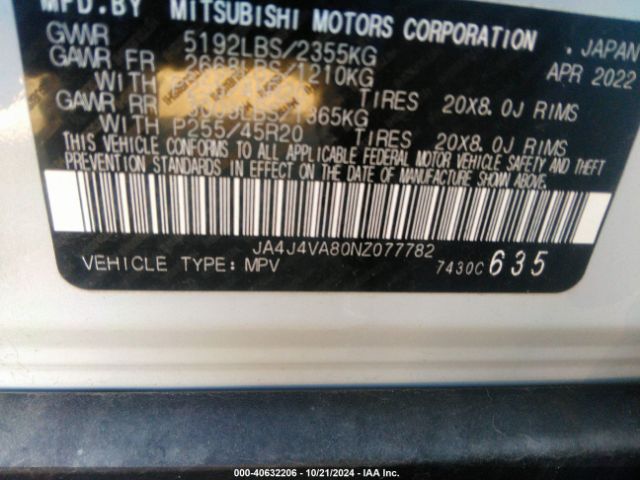 MFD.BY MITSUBISHI MOTORS CORPORATION
GVWR 5192LBS/2355KG . JAPAN
GAWR FR 2668LBS/1210KG APR 2022
WITH TIRES 20X8.0J RIMS
GAWR RR
WITH P255/45R20 TIRES 20X8.0J RIMS
THIS VEHICLE CONFORMS TO ALL APPLICABLE FEDERAL MOTOR VEHICLE SAFETY AND THEFT
PREVENTION STANDARDS IN EFFECT ON THE DATE OF MANUFACTURE SHOWN ABOVE.
JA4J4VA80NZ077782
VEHICLE TYPE: MPV 7430C 635
000-40632206 - 10/21/2024 - IAA Inc.